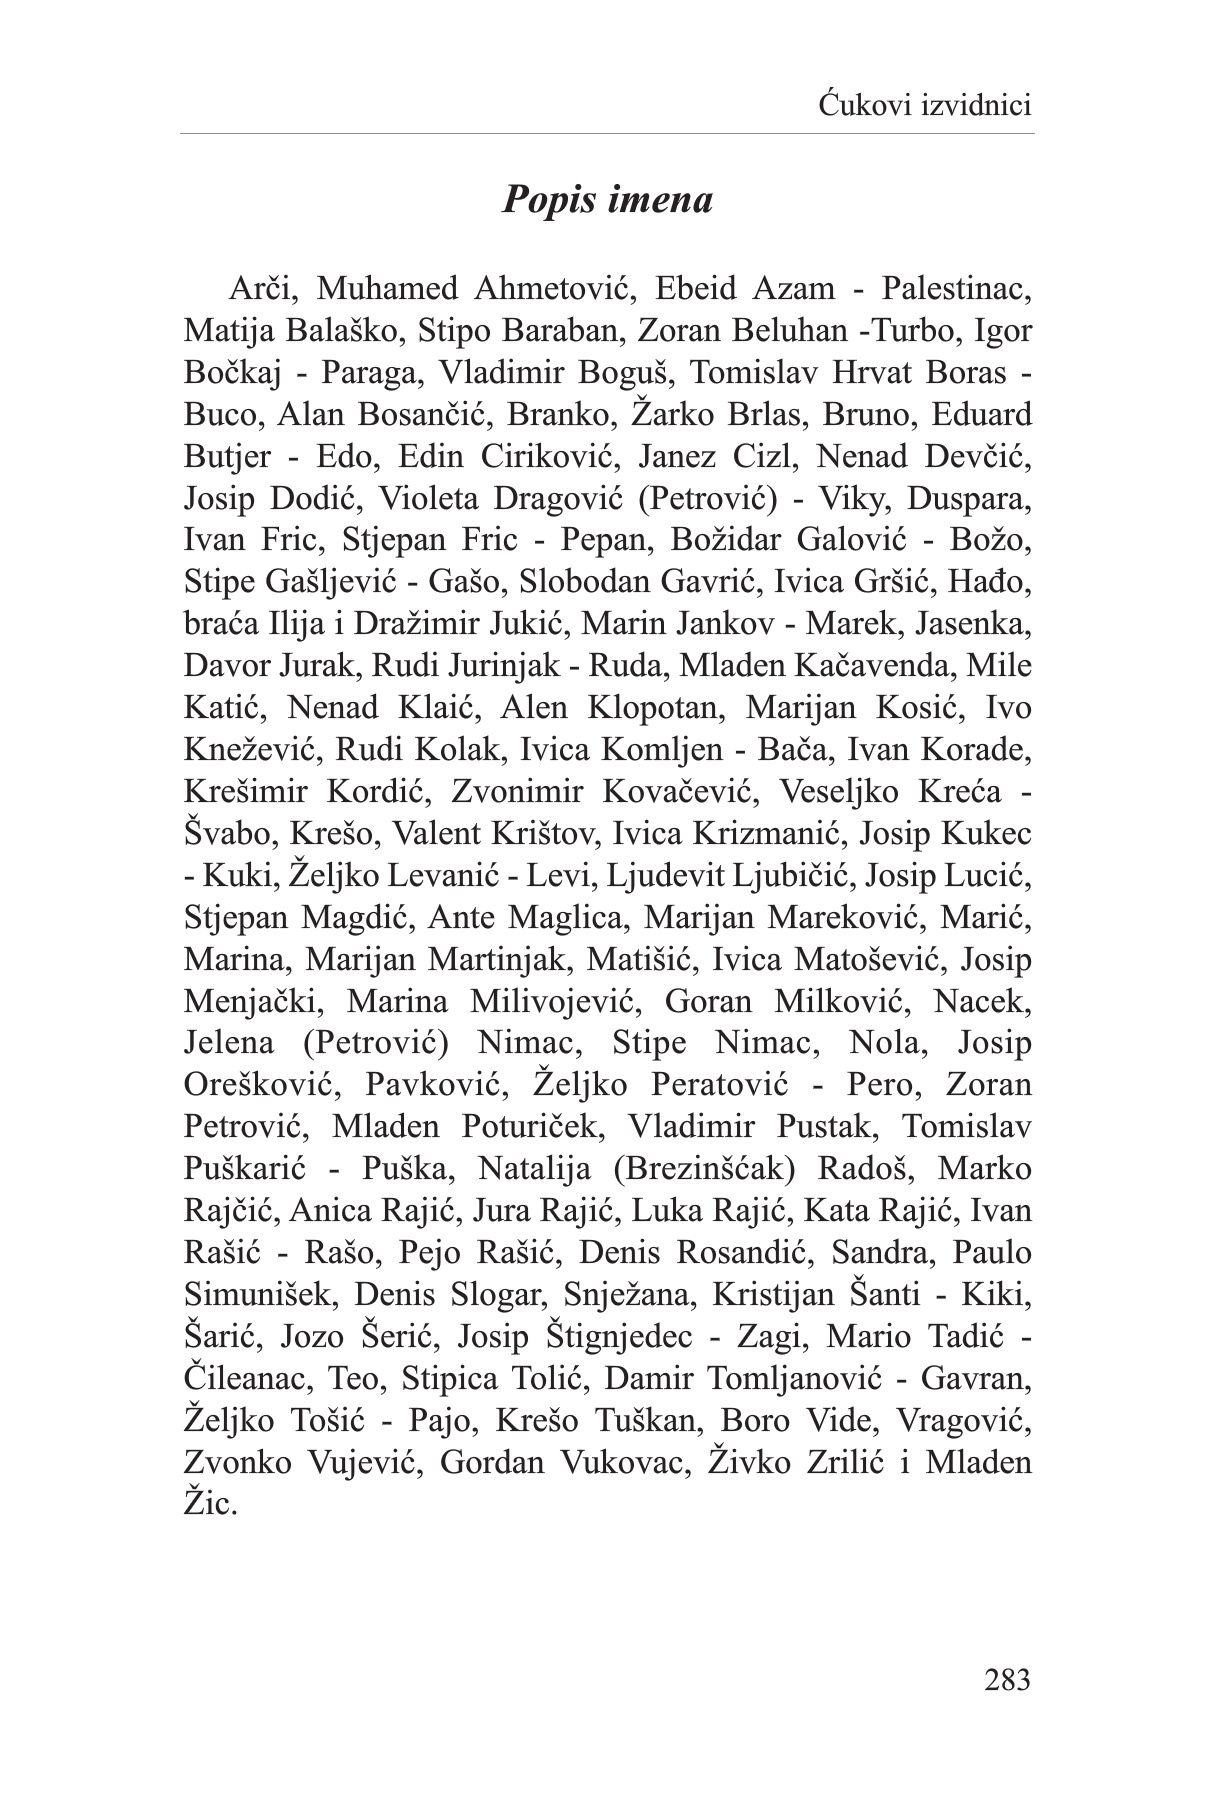 Ćukovi izvidnici
Popis imena
Arči, Muhamed Ahmetović, Ebeid Azam - Palestinac,
Matija Balaško, Stipo Baraban, Zoran Beluhan -Turbo, Igor
Bočkaj - Paraga, Vladimir Boguš, Tomislav Hrvat Boras -
Buco, Alan Bosančić, Branko, Žarko Brlas, Bruno, Eduard
Butjer - Edo, Edin Ciriković, Janez Cizl, Nenad Devčić,
Josip Dodić, Violeta Dragović (Petrović) - Viky, Duspara,
Ivan Fric, Stjepan Fric - Pepan, Božidar Galović - Božo,
Stipe Gašljević - Gašo, Slobodan Gavrić, Ivica Gršić, Hađo,
braća Ilija i Dražimir Jukić, Marin Jankov - Marek, Jasenka,
Davor Jurak, Rudi Jurinjak - Ruda, Mladen Kačavenda, Mile
Katić, Nenad Klaić, Alen Klopotan, Marijan Kosić, Ivo
Knežević, Rudi Kolak, Ivica Komljen - Bača, Ivan Korade,
Krešimir Kordić, Zvonimir Kovačević, Veseljko Kreća -
Švabo, Krešo, Valent Krištov, Ivica Krizmanić, Josip Kukec
- Kuki, Željko Levanić - Levi, Ljudevit Ljubičić, Josip Lucić,
Stjepan Magdić, Ante Maglica, Marijan Mareković, Marić,
Marina, Marijan Martinjak, Matišić, Ivica Matošević, Josip
Menjački, Marina Milivojević, Goran Milković, Nacek,
Jelena (Petrović) Nimac, Stipe Nimac, Nola, Josip
Orešković, Pavković, Željko Peratović - Pero, Zoran
Petrović, Mladen Poturiček, Vladimir Pustak, Tomislav
Puškarić - Puška, Natalija (Brezinšćak) Radoš, Marko
Rajčić, Anica Rajić, Jura Rajić, Luka Rajić, Kata Rajić, Ivan
Rašić - Rašo, Pejo Rašić, Denis Rosandić, Sandra, Paulo
Simunišek, Denis Slogar, Snježana, Kristijan Šanti - Kiki,
Šarić, Jozo Šerić, Josip Štignjedec - Zagi, Mario Tadić -
Čileanac, Teo, Stipica Tolić, Damir Tomljanović - Gavran,
Željko Tošić - Pajo, Krešo Tuškan, Boro Vide, Vragović,
Zvonko Vujević, Gordan Vukovac, Živko Zrilić i Mladen
Žic.
283